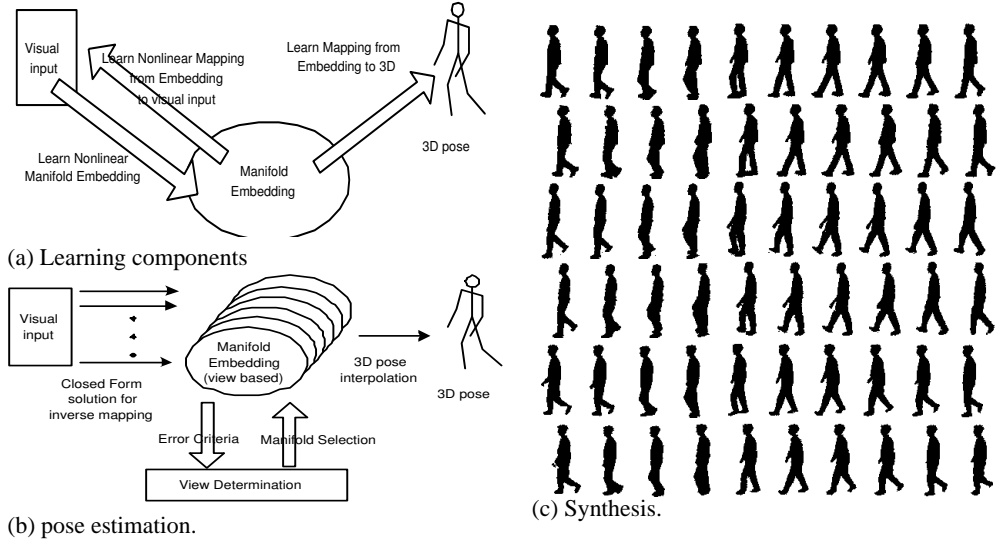 Visual
input
Learn Nonlinear Mapping
from Embedding
to visual input
Learn Mapping from
Embedding to 3D
3D pose
Learn Nonlinear
Manifold Embedding
Manifold
Embedding
(a) Learning components
Visual
input
Manifold
Embedding
(view based)
3D pose
interpolation
3D pose
Closed Form
solution for
inverse mapping
Error Criteria
Manifold Selection
View Determination
(b) pose estimation.
(c) Synthesis.